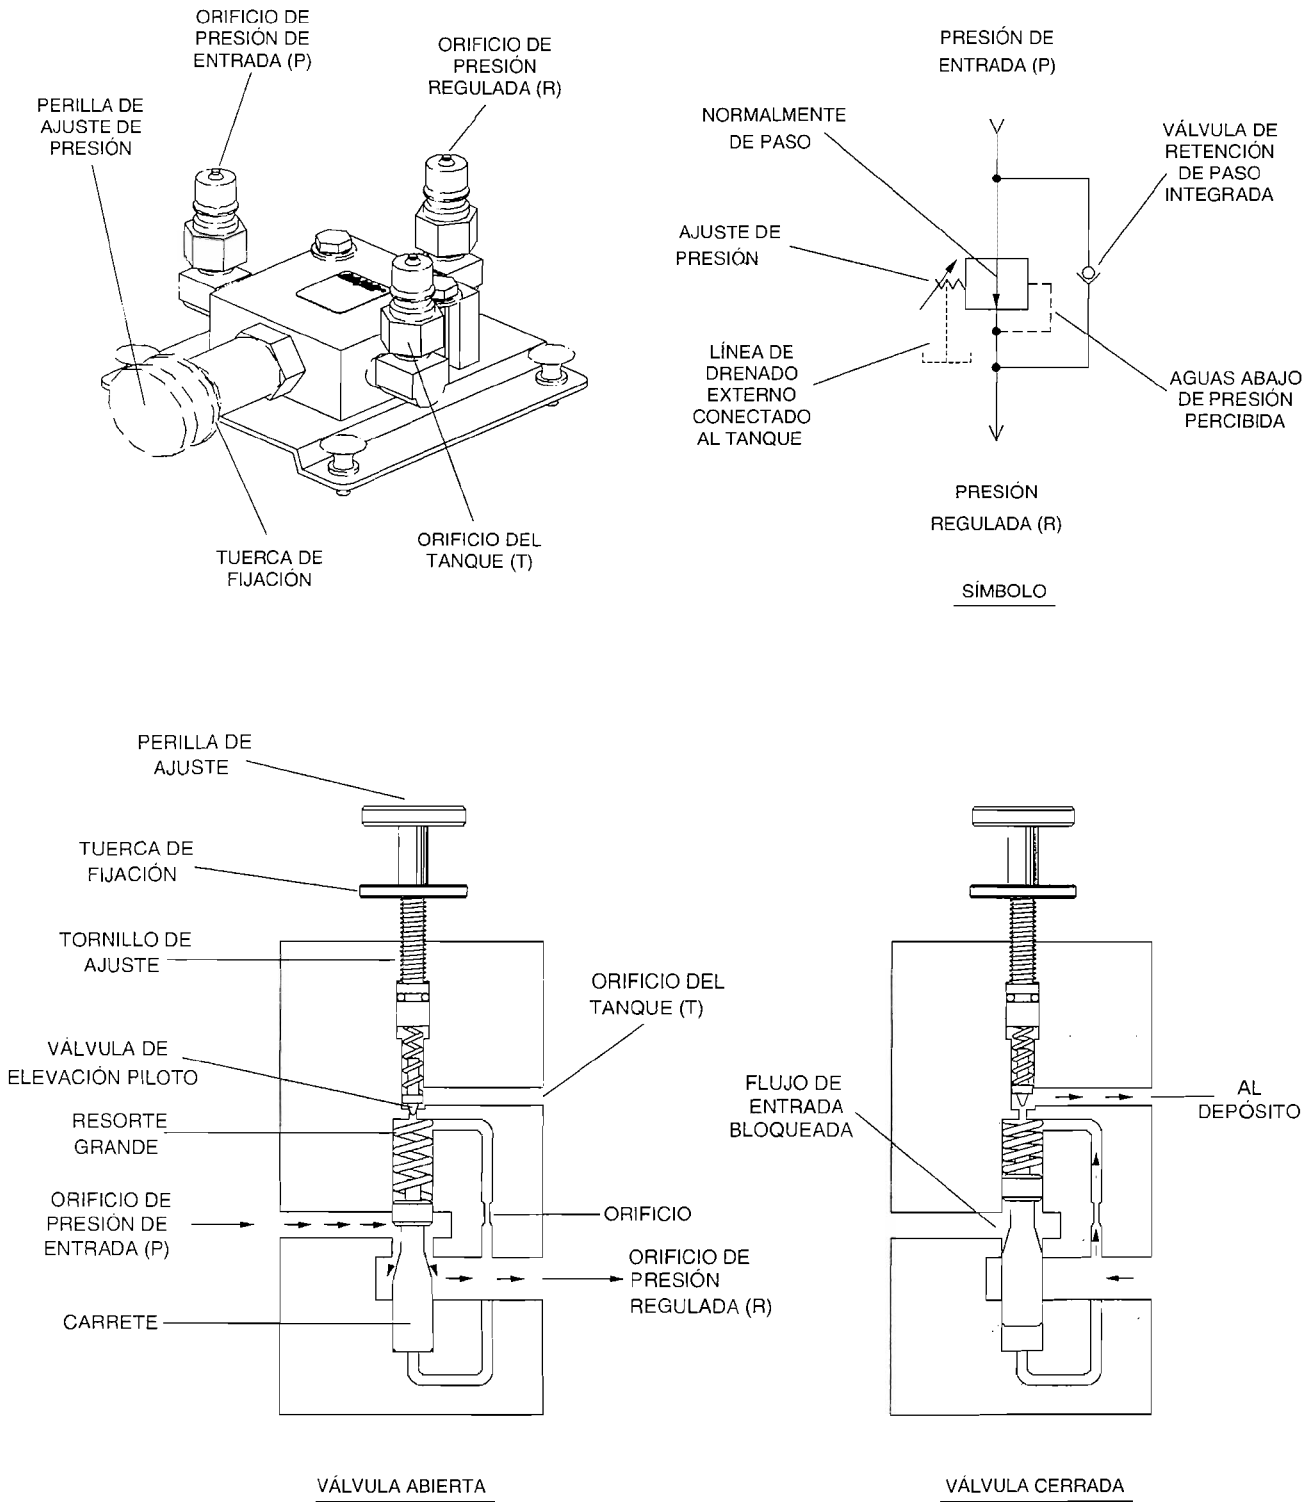 ORIFICIO DE
PRESIÓN DE
ENTRADA (P)
ORIFICIO DE
PRESIÓN
REGULADA (R)
PERILLA DE
AJUSTE DE
PRESIÓN
TUERCA DE
FIJACIÓN
ORIFICIO DEL
TANQUE (T)
PRESIÓN DE
ENTRADA (P)
NORMALMENTE
DE PASO
VÁLVULA DE
RETENCIÓN
DE PASO
INTEGRADA
AJUSTE DE
PRESIÓN
LÍNEA DE
DRENADO
EXTERNO
CONECTADO
AL TANQUE
AGUAS ABAJO
DE PRESIÓN
PERCIBIDA
PRESIÓN
REGULADA (R)
SÍMBOLO
PERILLA DE
AJUSTE
TUERCA DE
FIJACIÓN
TORNILLO DE
AJUSTE
ORIFICIO DEL
TANQUE (T)
VÁLVULA DE
ELEVACIÓN PILOTO
RESORTE
GRANDE
ORIFICIO DE
PRESIÓN DE
ENTRADA (P)
ORIFICIO
ORIFICIO DE
PRESIÓN
REGULADA (R)
CARRETE
VÁLVULA ABIERTA
FLUJO DE
ENTRADA
BLOQUEADA
AL
DEPÓSITO
VÁLVULA CERRADA